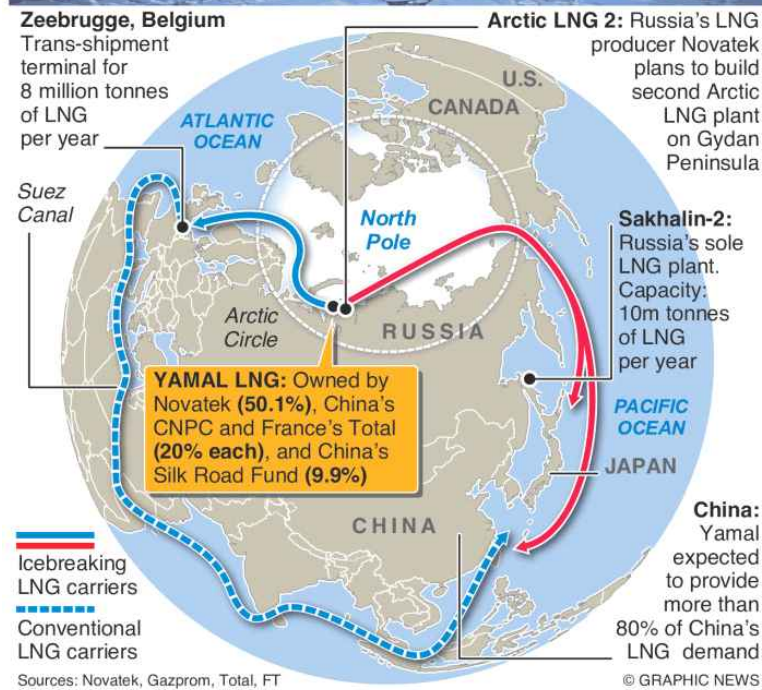 Zeebrugge, Belgium
Trans-shipment
terminal for
8 million tonnes
of LNG
per year
Arctic LNG 2: Russia's LNG
producer Novatek
plans to build
second Arctic
LNG plant
on Gydan
Peninsula
U.S.
CANADA
ATLANTIC
OCEAN
Suez
Canal
North
Pole
Sakhalin-2:
Russia's sole
LNG plant.
Capacity:
10m tonnes
of LNG
per year
Arctic
Circle
RUSSIA
YAMAL LNG: Owned by
Novatek (50.1%), China's
CNPC and France's Total
(20% each), and China's
Silk Road Fund (9.9%)
PACIFIC
OCEAN
JAPAN
CHINA
China:
Yamal
expected
to provide
more than
80% of China's
LNG demand
Icebreaking
LNG carriers
Conventional
LNG carriers
Sources: Novatek, Gazprom, Total, FT
© GRAPHIC NEWS